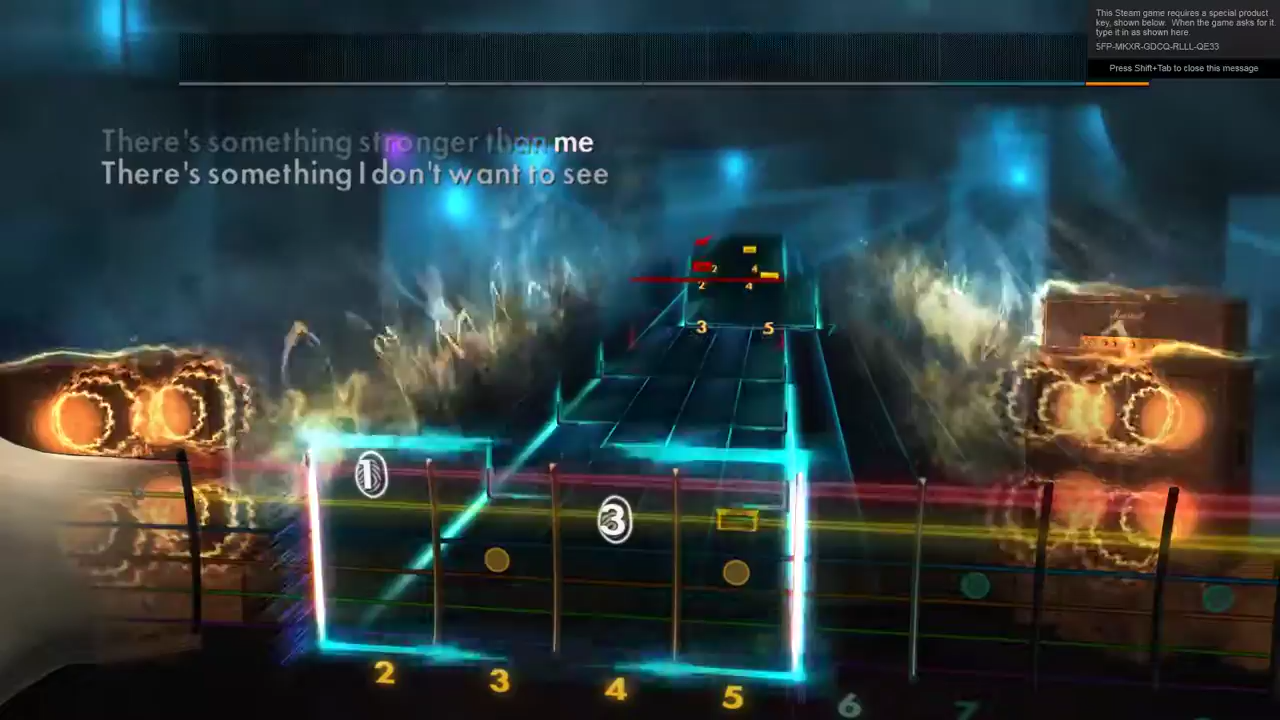 This Steam game requires a special product
key, shown below. When the game asks for it
type it in as shown here.
5FP-MKXR-GDCQ-RLLL-QE33
Press Shift+Tab to close this message
There's something stronger than me
There's something I don't want to see
2 4
2 4
3 5 7
Marshall
1
3
2 3 4 5 6 7